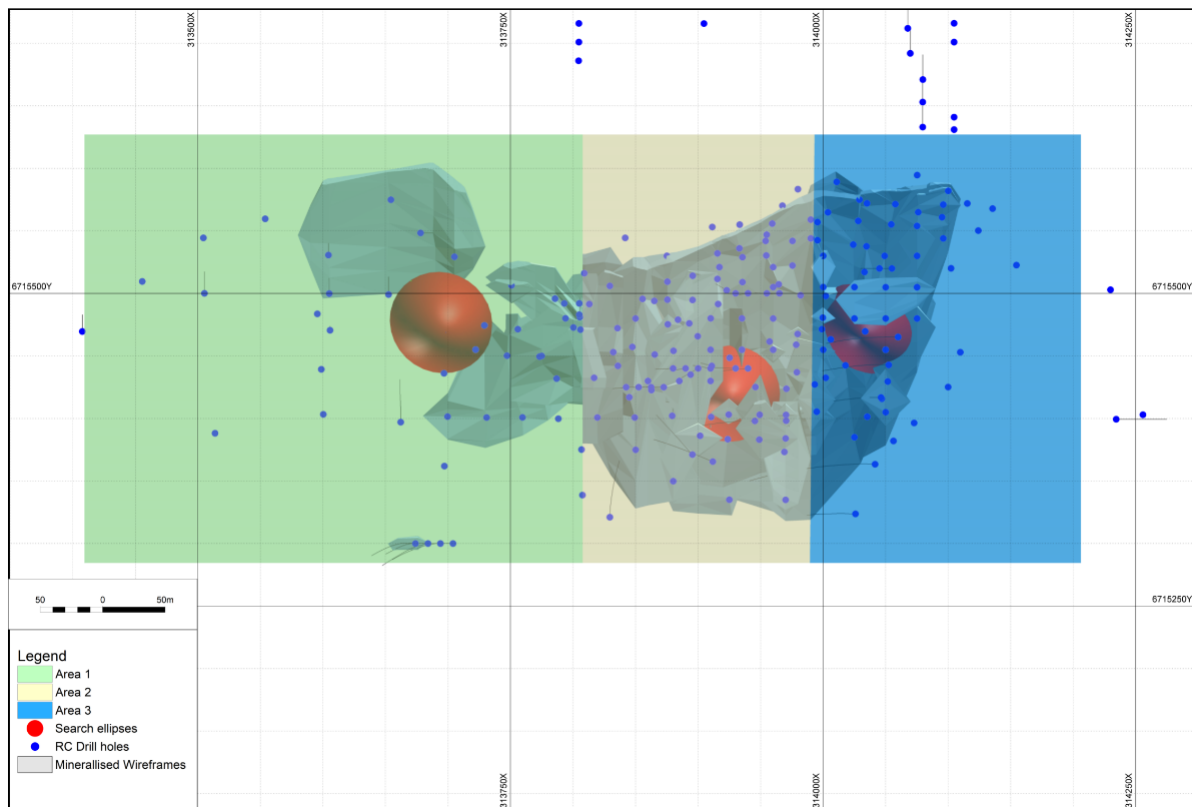 313500X
313750X
314000X
314250X
6715500Y
6715500Y
6715250Y
50
0
50m
Legend
Area 1
Area 2
Area 3
Search ellipses
RC Drill holes
Mineralised Wireframes
313750X
314000X
314250X